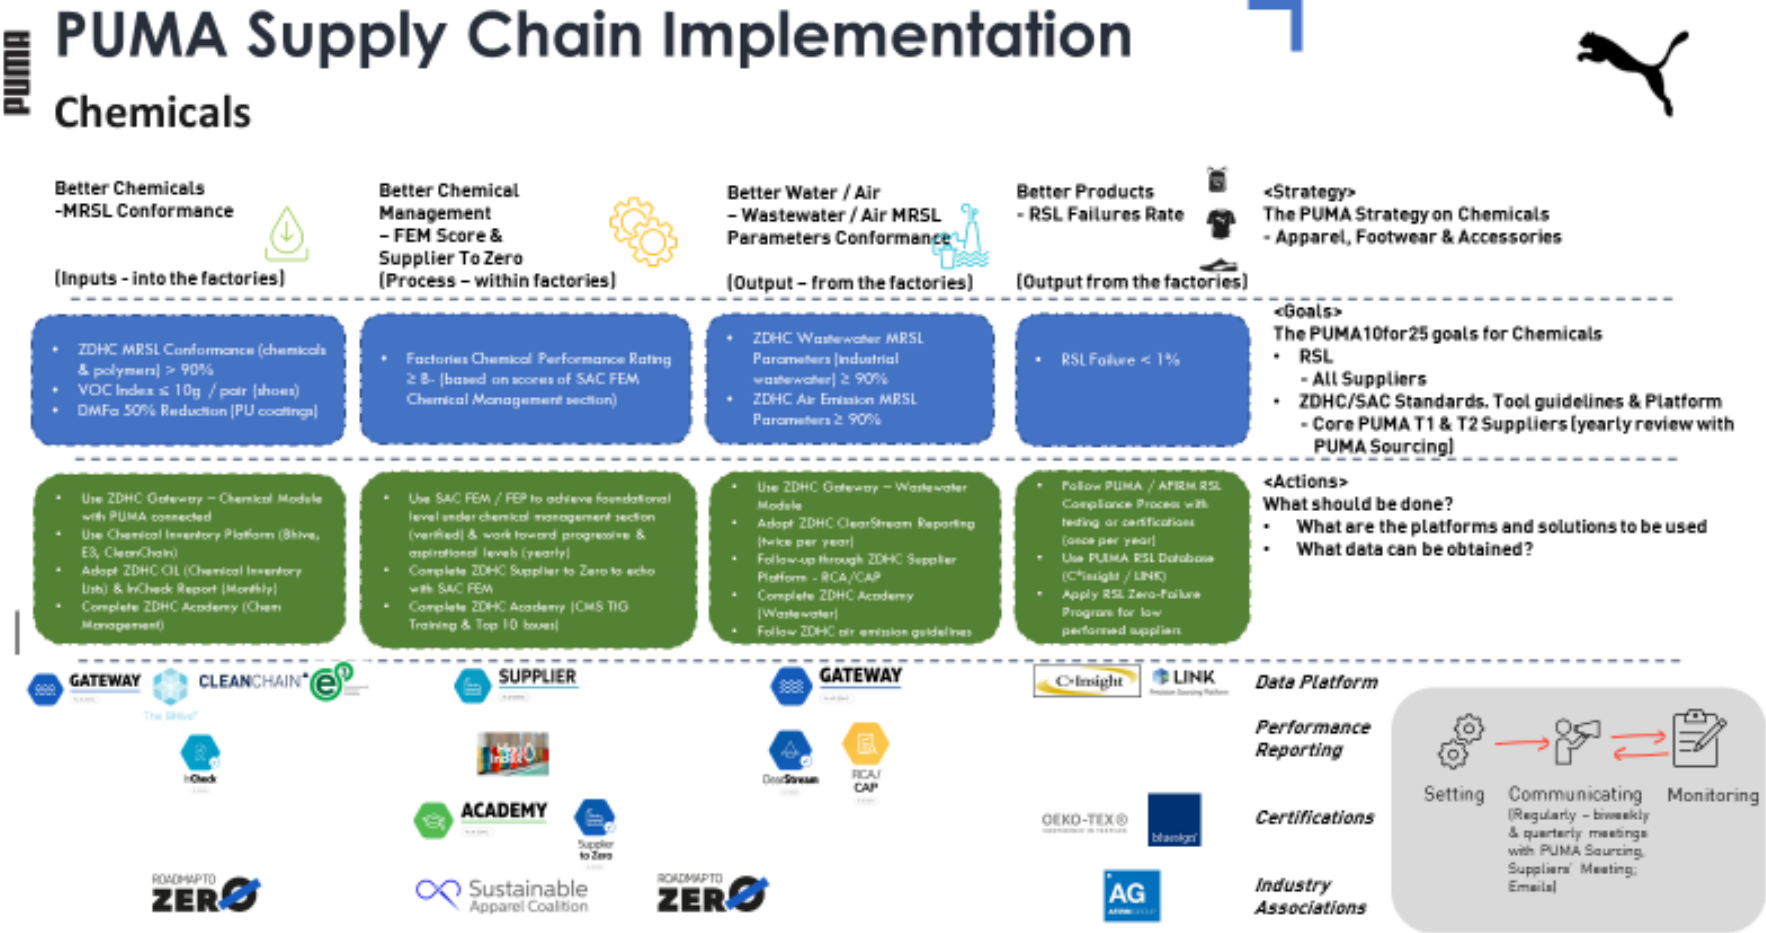 PUMA
PUMA Supply Chain Implementation
Chemicals
Better Chemicals
-MRSL Conformance
(Inputs - into the factories)
Better Chemical
Management
– FEM Score &
Supplier To Zero
(Process – within factories)
Better Water / Air
– Wastewater / Air MRSL
Parameters Conformance
(Output – from the factories)
Better Products
- RSL Failures Rate
(Output from the factories)
<Strategy>
The PUMA Strategy on Chemicals
- Apparel, Footwear & Accessories
• ZDHC MRSL Conformance (chemicals
& polymers) > 90%
• VOC Index ≤ 10g / pair (shoes)
• DMFa 50% Reduction (PU coatings)
• Factories Chemical Performance Rating
≥ B- (based on scores of SAC FEM
Chemical Management section)
• ZDHC Wastewater MRSL
Parameters (industrial
wastewater) ≥ 90%
• ZDHC Air Emission MRSL
Parameters ≥ 90%
• RSL Failure < 1%
<Goals>
The PUMA10for25 goals for Chemicals
• RSL
- All Suppliers
• ZDHC/SAC Standards. Tool guidelines & Platform
- Core PUMA T1 & T2 Suppliers (yearly review with
PUMA Sourcing)
• Use ZDHC Gateway – Chemical Module
with PUMA connected
• Use Chemical Inventory Platform (Bhive,
E3, CleanChain)
• Adopt ZDHC CIL (Chemical Inventory
Lists) & InCheck Report (Monthly)
• Complete ZDHC Academy (Chem
Management)
• Use SAC FEM / FEP to achieve foundational
level under chemical management section
(verified) & work toward progressive &
aspirational levels (yearly)
• Complete ZDHC Supplier to Zero to echo
with SAC FEM
• Complete ZDHC Academy (CMS TIG
Training & Top 10 Issues)
• Use ZDHC Gateway – Wastewater
Module
• Adopt ZDHC ClearStream Reporting
(twice per year)
• Follow-up through ZDHC Supplier
Platform - RCA/CAP
• Complete ZDHC Academy
(Wastewater)
• Follow ZDHC air emission guidelines
• Follow PUMA / AFIRM RSL
Compliance Process with
testing or certifications
(once per year)
• Use PUMA RSL Database
(C*insight / LINK)
• Apply RSL Zero-Failure
Program for low
performed suppliers
<Actions>
What should be done?
• What are the platforms and solutions to be used
• What data can be obtained?
GATEWAY
The BHive®
CLEANCHAIN
e3
SUPPLIER
GATEWAY
C•Insight
LINK
Precision Sourcing Platform
Data Platform
InCheck
Higg Index
ClearStream
RCA/
CAP
Performance
Reporting
ACADEMY
Supplier
to Zero
OEKO-TEX®
bluesign®
Certifications
ROADMAP TO
ZERO
Sustainable
Apparel Coalition
ROADMAP TO
ZERO
AG
AFIRM GROUP
Industry
Associations
Setting
Communicating
(Regularly – biweekly
& quarterly meetings
with PUMA Sourcing,
Suppliers' Meeting;
Emails)
Monitoring